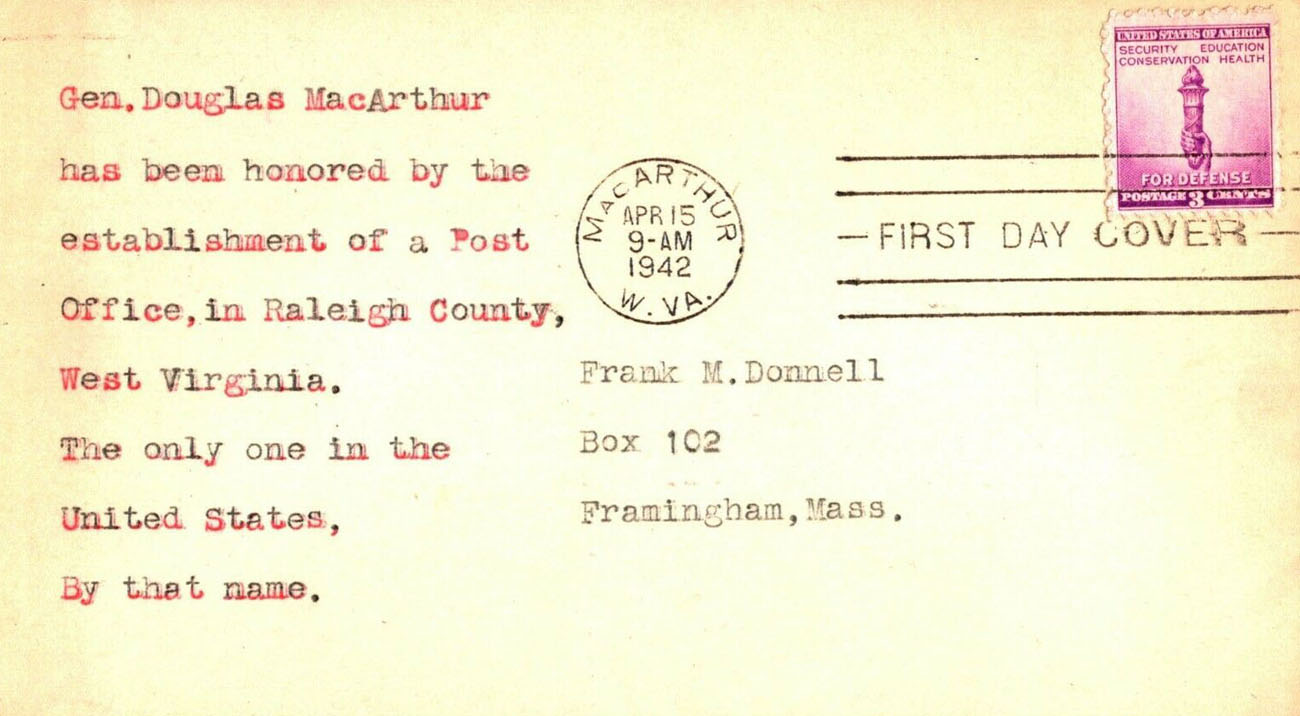 Gen. Douglas MacArthur
has been honored by the
establishment of a Post
Office, in Raleigh County,
West Virginia.
The only one in the
United States,
By that name.
MACARTHUR
APR 15
9-AM
1942
W. VA.
UNITED STATES OF AMERICA
SECURITY EDUCATION
CONSERVATION HEALTH
FOR DEFENSE
POSTAGE 3 CENTS
— FIRST DAY COVER —
Frank M. Donnell
Box 102
Framingham, Mass.